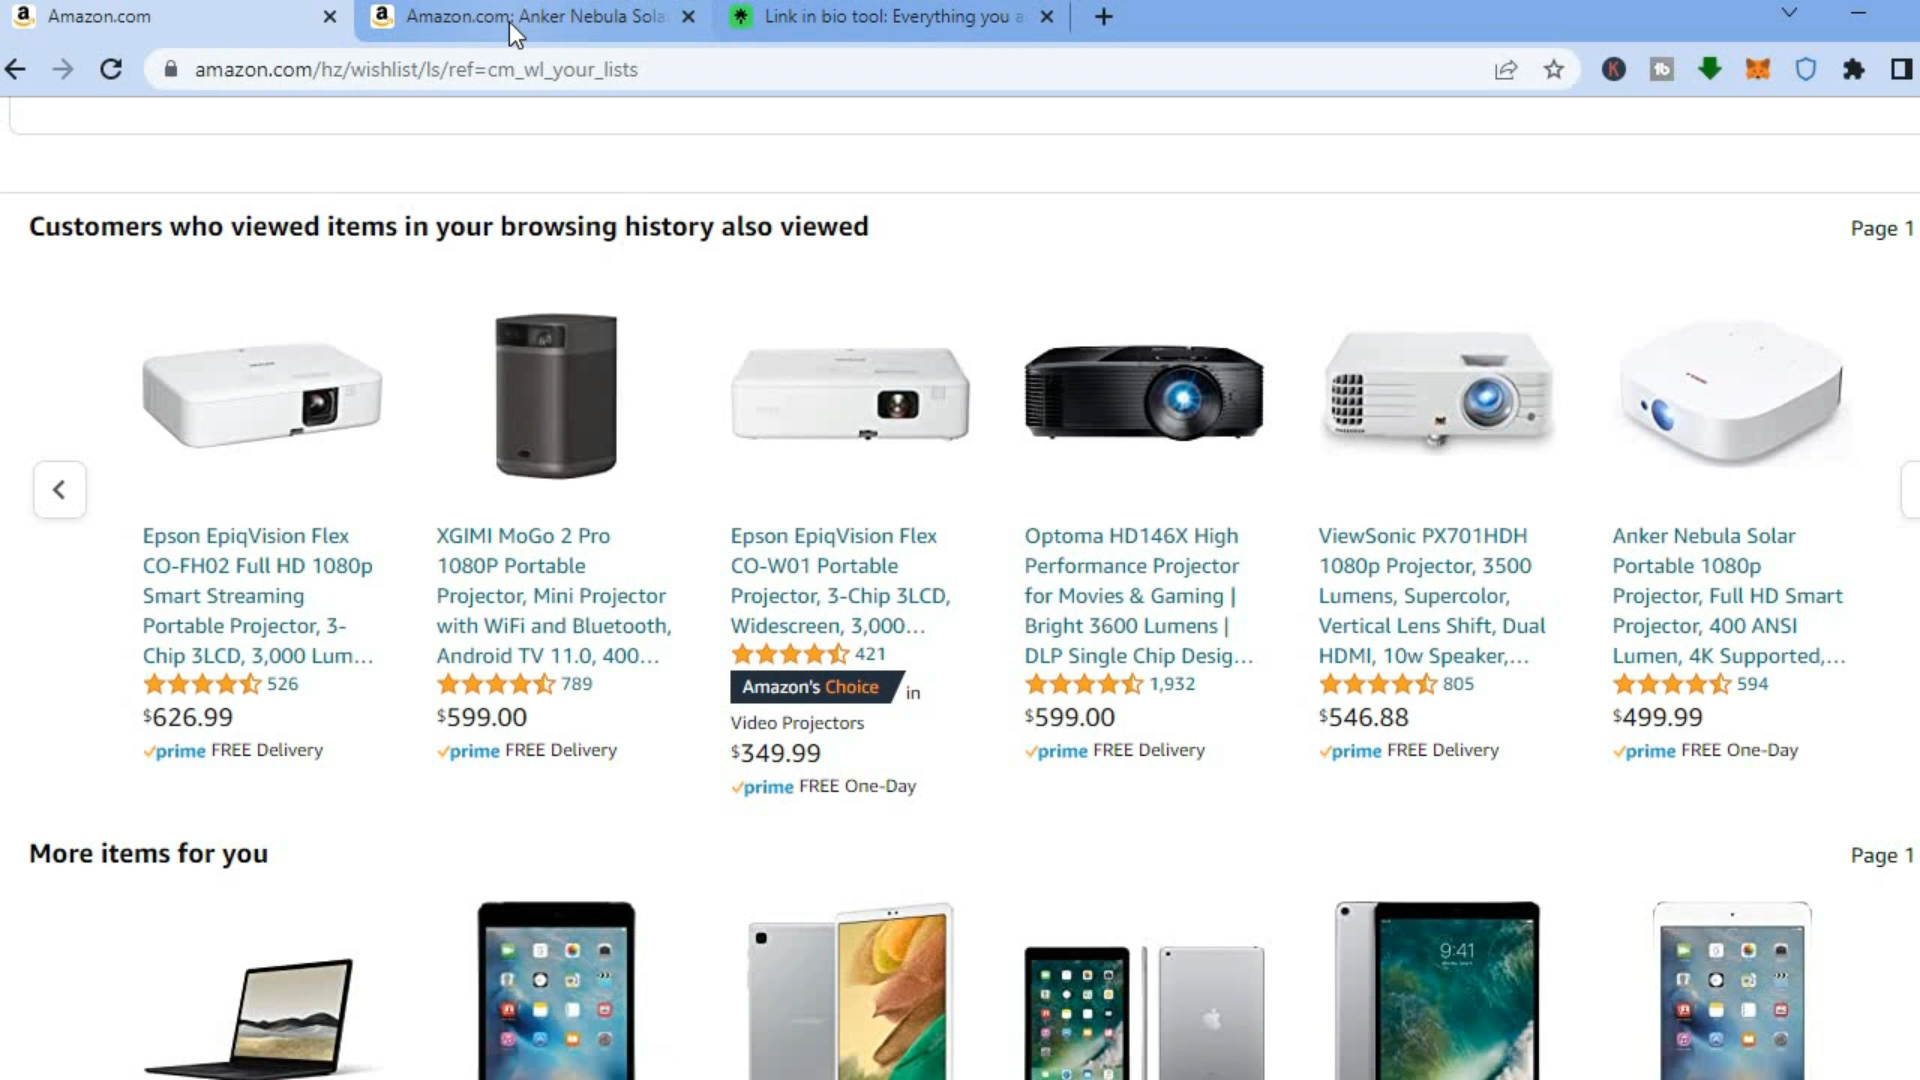 Amazon.com
Amazon.com: Anker Nebula Sola
Link in bio tool: Everything you a
amazon.com/hz/wishlist/ls/ref=cm_wl_your_lists
K
tb
Customers who viewed items in your browsing history also viewed
Page 1
Epson EpiqVision Flex
CO-FH02 Full HD 1080p
Smart Streaming
Portable Projector, 3-
Chip 3LCD, 3,000 Lum...
526
$626.99
prime FREE Delivery
XGIMI MoGo 2 Pro
1080P Portable
Projector, Mini Projector
with WiFi and Bluetooth,
Android TV 11.0, 400...
789
$599.00
prime FREE Delivery
Epson EpiqVision Flex
CO-W01 Portable
Projector, 3-Chip 3LCD,
Widescreen, 3,000...
421
Amazon's Choice in
Video Projectors
$349.99
prime FREE One-Day
Optoma HD146X High
Performance Projector
for Movies & Gaming |
Bright 3600 Lumens |
DLP Single Chip Desig...
1,932
$599.00
prime FREE Delivery
ViewSonic PX701HDH
1080p Projector, 3500
Lumens, Supercolor,
Vertical Lens Shift, Dual
HDMI, 10w Speaker,...
805
$546.88
prime FREE Delivery
Anker Nebula Solar
Portable 1080p
Projector, Full HD Smart
Projector, 400 ANSI
Lumen, 4K Supported,...
594
$499.99
prime FREE One-Day
More items for you
Page 1
9:41